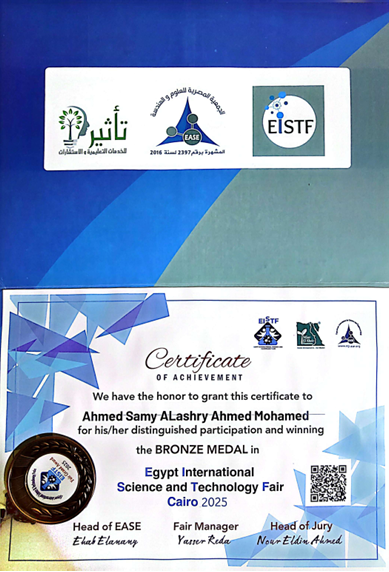 تأثير
للخدمات التعليمية و الاستشارات
الجمعية المصرية للعلوم و الهندسة
EASE
المشهرة برقم 2397 لسنة 2016
EISTF
EISTF
Certificate
OF ACHIEVEMENT
We have the honor to grant this certificate to
Ahmed Samy ALashry Ahmed Mohamed
for his/her distinguished participation and winning
the BRONZE MEDAL in
Egypt International
Science and Technology Fair
Cairo 2025
Head of EASE
Fair Manager
Head of Jury
Ehab Elanany
Yasser Reda
Nour Eldin Ahmed